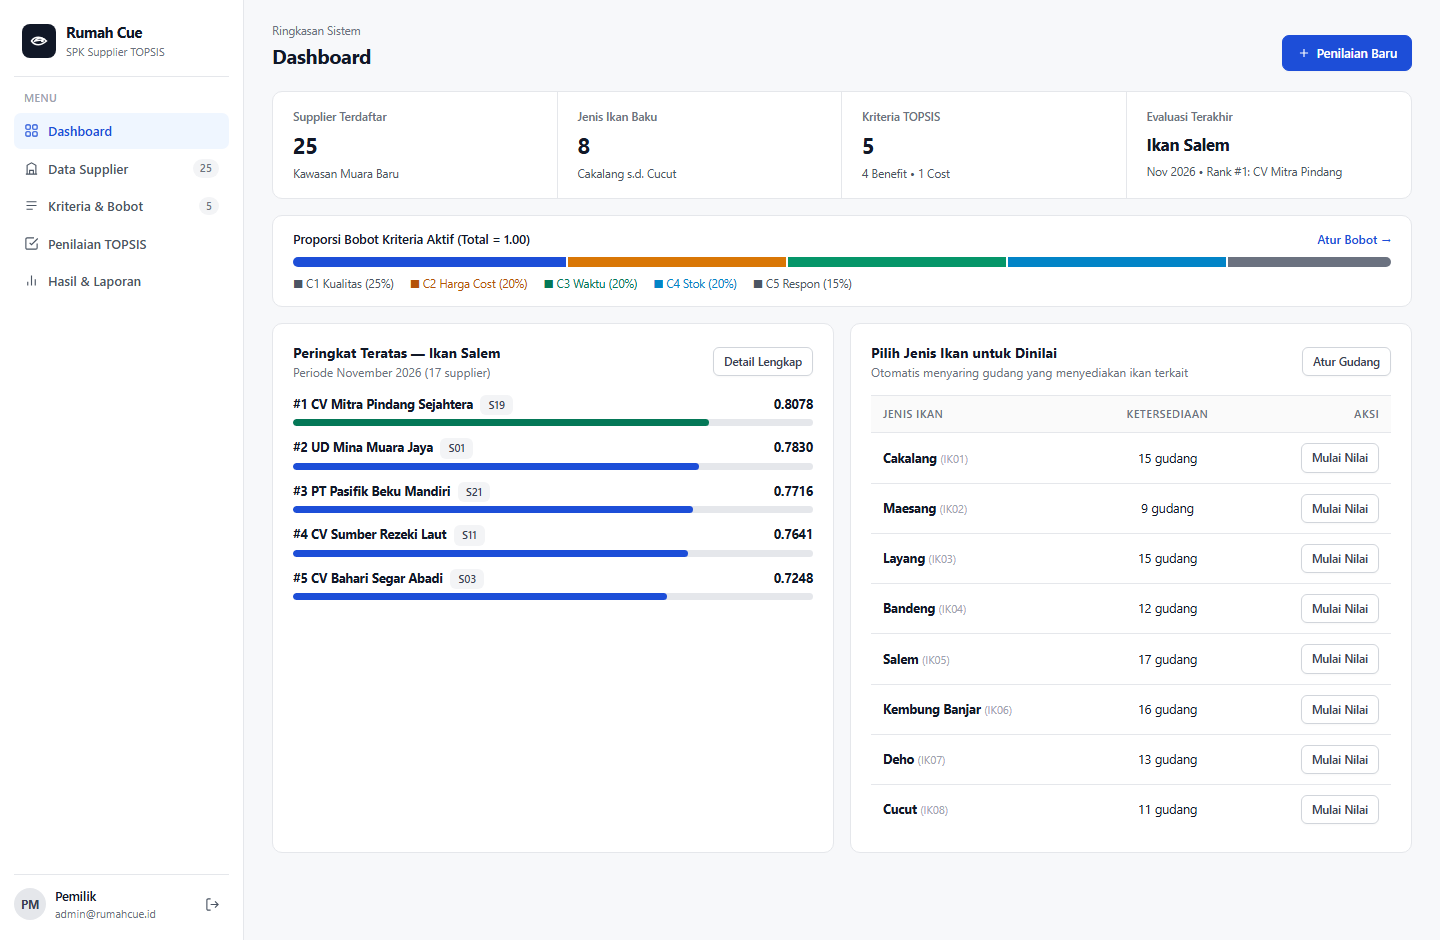 Rumah Cue
SPK Supplier TOPSIS
MENU
Dashboard
Data Supplier 25
Kriteria & Bobot 5
Penilaian TOPSIS
Hasil & Laporan
PM
Pemilik
admin@rumahcue.id
Ringkasan Sistem
Dashboard
+ Penilaian Baru
Supplier Terdaftar
25
Kawasan Muara Baru
Jenis Ikan Baku
8
Cakalang s.d. Cucut
Kriteria TOPSIS
5
4 Benefit • 1 Cost
Evaluasi Terakhir
Ikan Salem
Nov 2026 • Rank #1: CV Mitra Pindang
Proporsi Bobot Kriteria Aktif (Total = 1.00)
Atur Bobot →
■ C1 Kualitas (25%) ■ C2 Harga Cost (20%) ■ C3 Waktu (20%) ■ C4 Stok (20%) ■ C5 Respon (15%)
Peringkat Teratas — Ikan Salem
Periode November 2026 (17 supplier)
Detail Lengkap
#1 CV Mitra Pindang Sejahtera S19 0.8078
#2 UD Mina Muara Jaya S01 0.7830
#3 PT Pasifik Beku Mandiri S21 0.7716
#4 CV Sumber Rezeki Laut S11 0.7641
#5 CV Bahari Segar Abadi S03 0.7248
Pilih Jenis Ikan untuk Dinilai
Otomatis menyaring gudang yang menyediakan ikan terkait
Atur Gudang
JENIS IKAN KETERSEDIAAN AKSI
Cakalang (IK01) 15 gudang Mulai Nilai
Maesang (IK02) 9 gudang Mulai Nilai
Layang (IK03) 15 gudang Mulai Nilai
Bandeng (IK04) 12 gudang Mulai Nilai
Salem (IK05) 17 gudang Mulai Nilai
Kembung Banjar (IK06) 16 gudang Mulai Nilai
Deho (IK07) 13 gudang Mulai Nilai
Cucut (IK08) 11 gudang Mulai Nilai